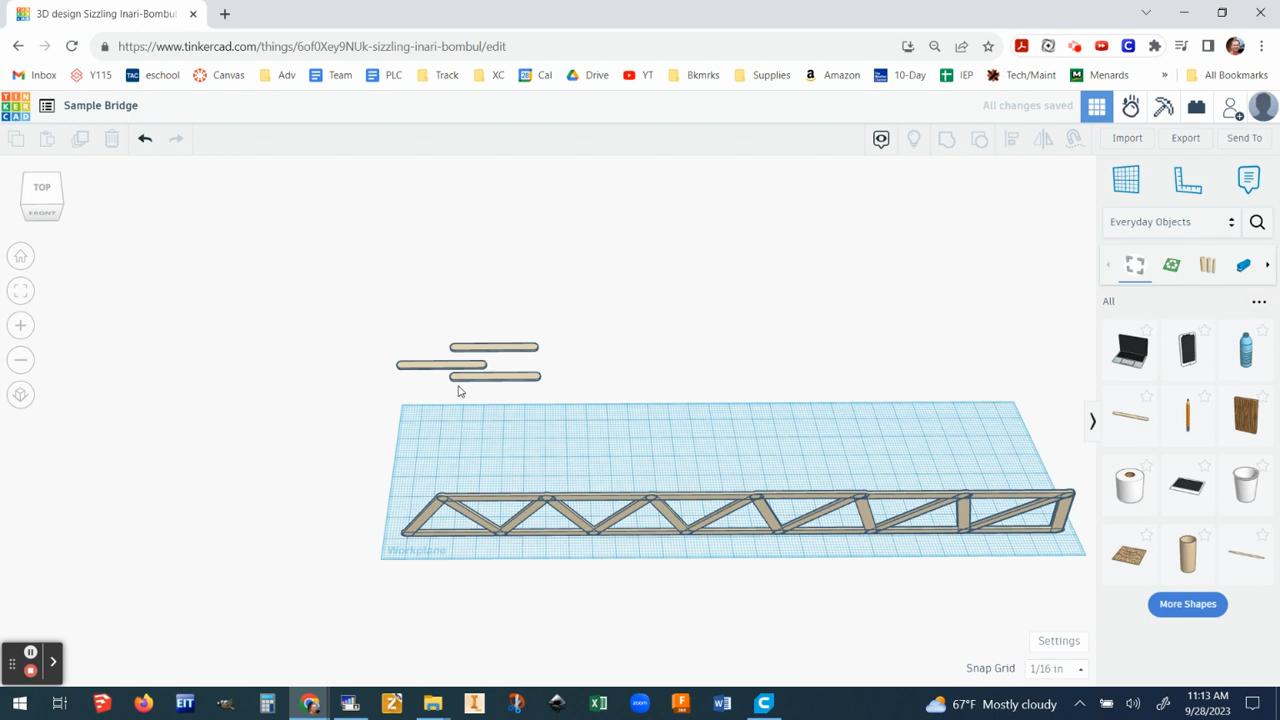 3D design Sizzling Inari-Bombul
https://www.tinkercad.com/things/6of0Xey9NUk-sizzling-inari-bombul/edit
Inbox Y115 eschool Canvas Adv Team PLC Track XC Cal Drive YT Bkmrks Supplies Amazon 10-Day IEP Tech/Maint Menards » All Bookmarks
TIN
KER
CAD
Sample Bridge
All changes saved
Import Export Send To
TOP
FRONT
Everyday Objects
All
Workplane
More Shapes
Settings
Snap Grid 1/16 in
EIT
67°F Mostly cloudy
11:13 AM
9/28/2023